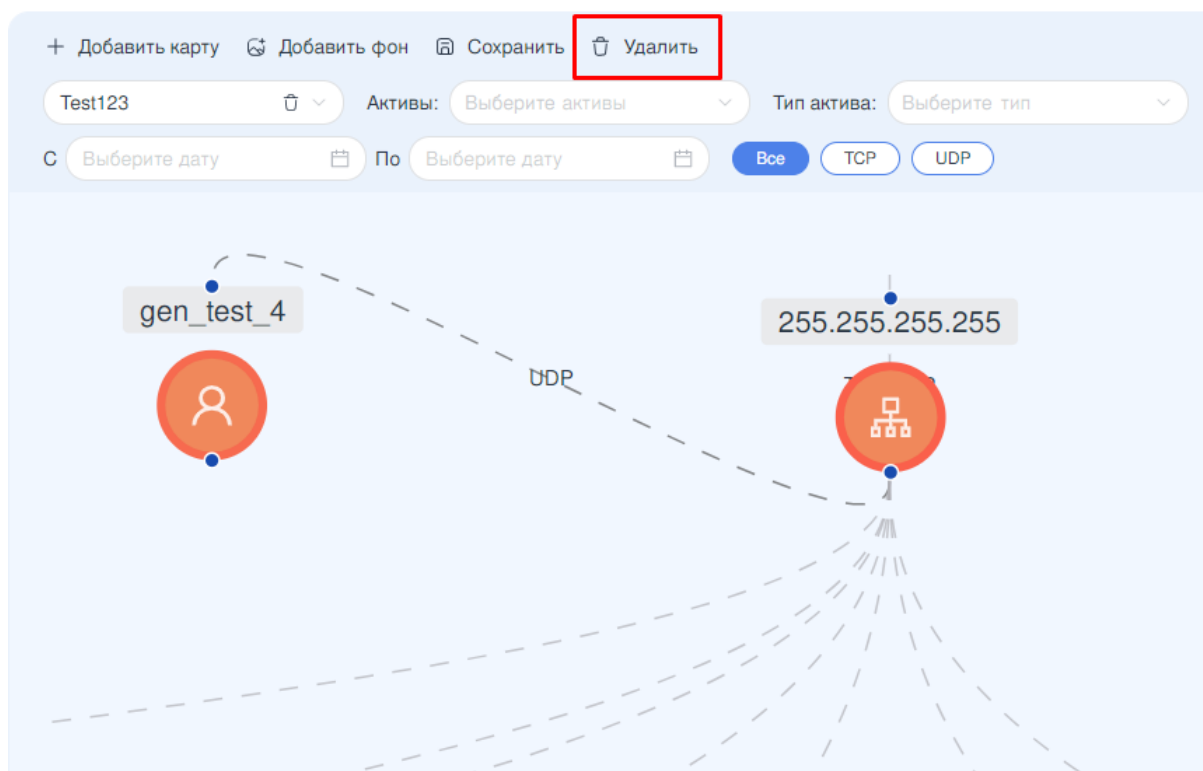 Добавить карту Добавить фон Сохранить Удалить
Test123 Активы: Выберите активы Тип актива: Выберите тип
С Выберите дату По Выберите дату Все TCP UDP
gen_test_4
255.255.255.255
UDP